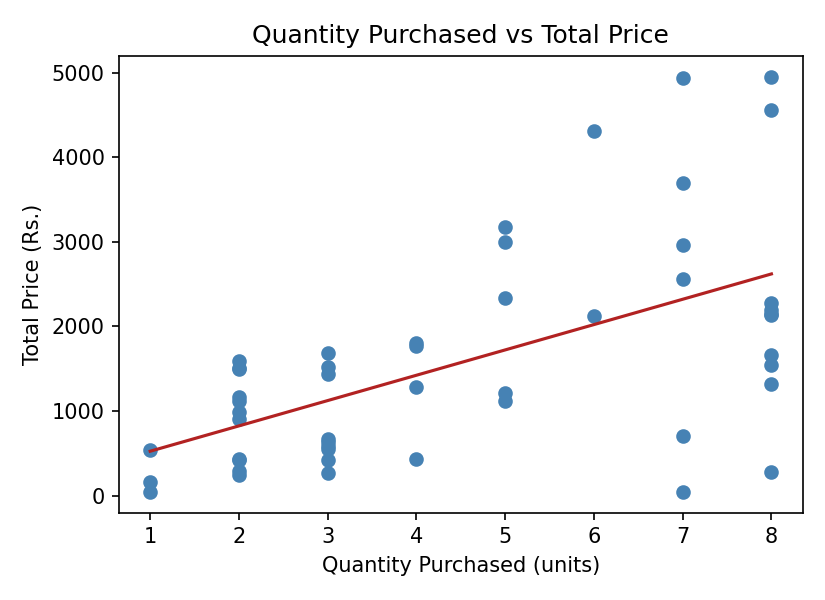 Quantity Purchased vs Total Price
5000
4000
3000
2000
1000
0
Total Price (Rs.)
1 2 3 4 5 6 7 8
Quantity Purchased (units)